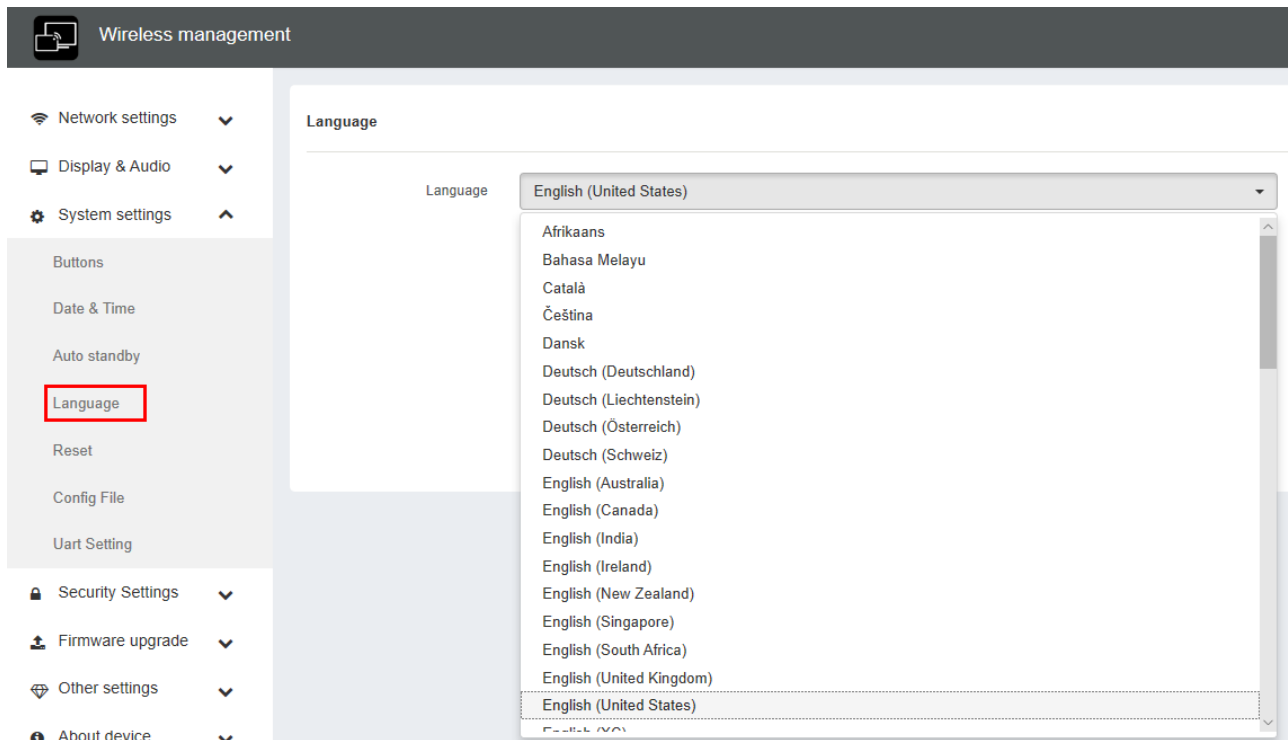 Wireless management
Network settings
Display & Audio
System settings
Buttons
Date & Time
Auto standby
Language
Reset
Config File
Uart Setting
Security Settings
Firmware upgrade
Other settings
About device
Language
Language
English (United States)
Afrikaans
Bahasa Melayu
Català
Čeština
Dansk
Deutsch (Deutschland)
Deutsch (Liechtenstein)
Deutsch (Österreich)
Deutsch (Schweiz)
English (Australia)
English (Canada)
English (India)
English (Ireland)
English (New Zealand)
English (Singapore)
English (South Africa)
English (United Kingdom)
English (United States)
English